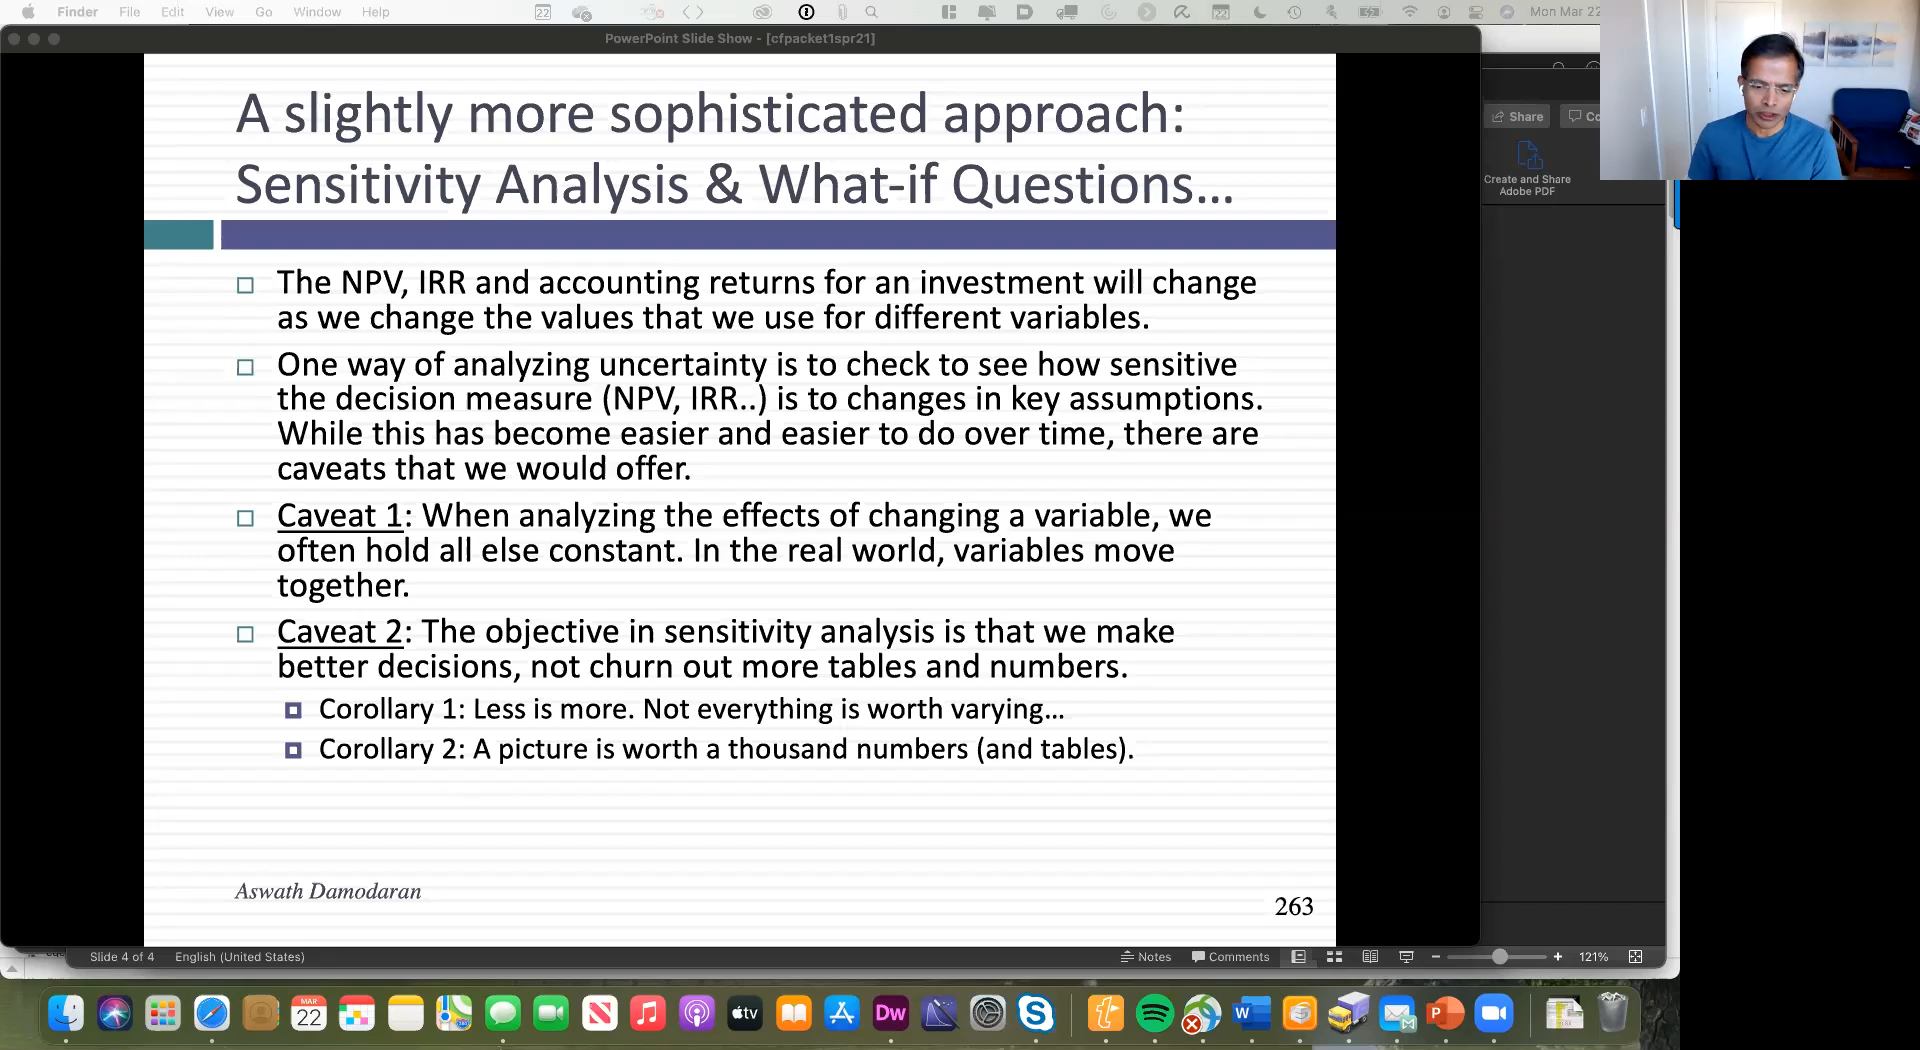 Finder File Edit View Go Window Help
22
22
Mon Mar 22
PowerPoint Slide Show - [cfpacket1spr21]
Share
Co
Create and Share
Adobe PDF
A slightly more sophisticated approach:
Sensitivity Analysis & What-if Questions...
The NPV, IRR and accounting returns for an investment will change
as we change the values that we use for different variables.
One way of analyzing uncertainty is to check to see how sensitive
the decision measure (NPV, IRR..) is to changes in key assumptions.
While this has become easier and easier to do over time, there are
caveats that we would offer.
Caveat 1: When analyzing the effects of changing a variable, we
often hold all else constant. In the real world, variables move
together.
Caveat 2: The objective in sensitivity analysis is that we make
better decisions, not churn out more tables and numbers.
Corollary 1: Less is more. Not everything is worth varying...
Corollary 2: A picture is worth a thousand numbers (and tables).
Aswath Damodaran
263
Slide 4 of 4 English (United States)
Notes Comments
121%
MAR
22
tv
Dw
S
W
P